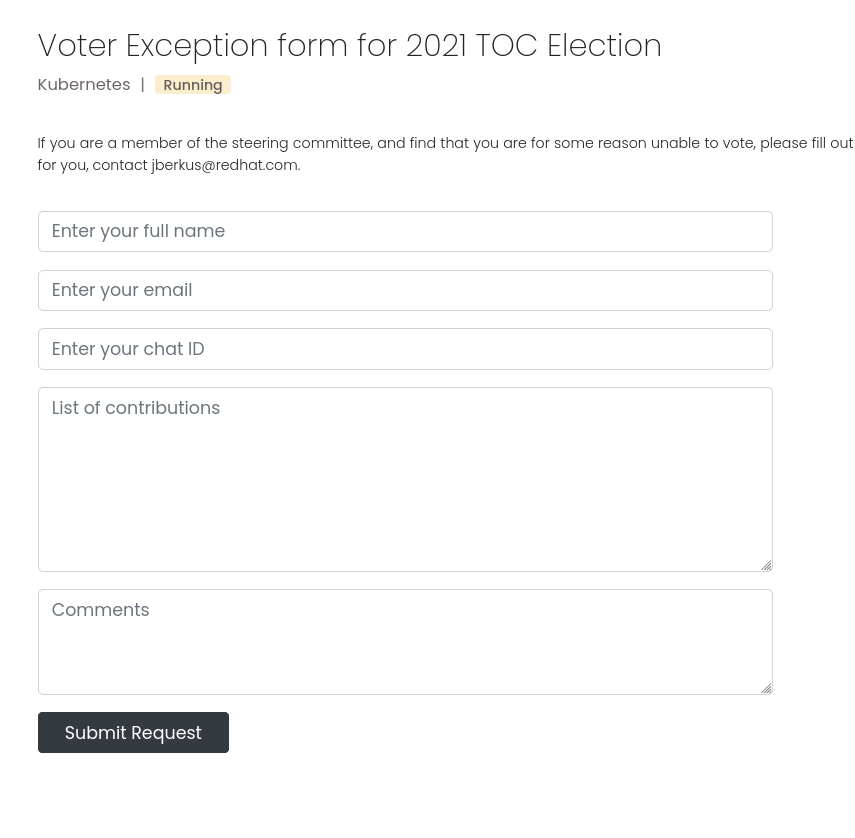 Voter Exception form for 2021 TOC Election
Kubernetes | Running
If you are a member of the steering committee, and find that you are for some reason unable to vote, please fill out
for you, contact jberkus@redhat.com.
Enter your full name
Enter your email
Enter your chat ID
List of contributions
Comments
Submit Request